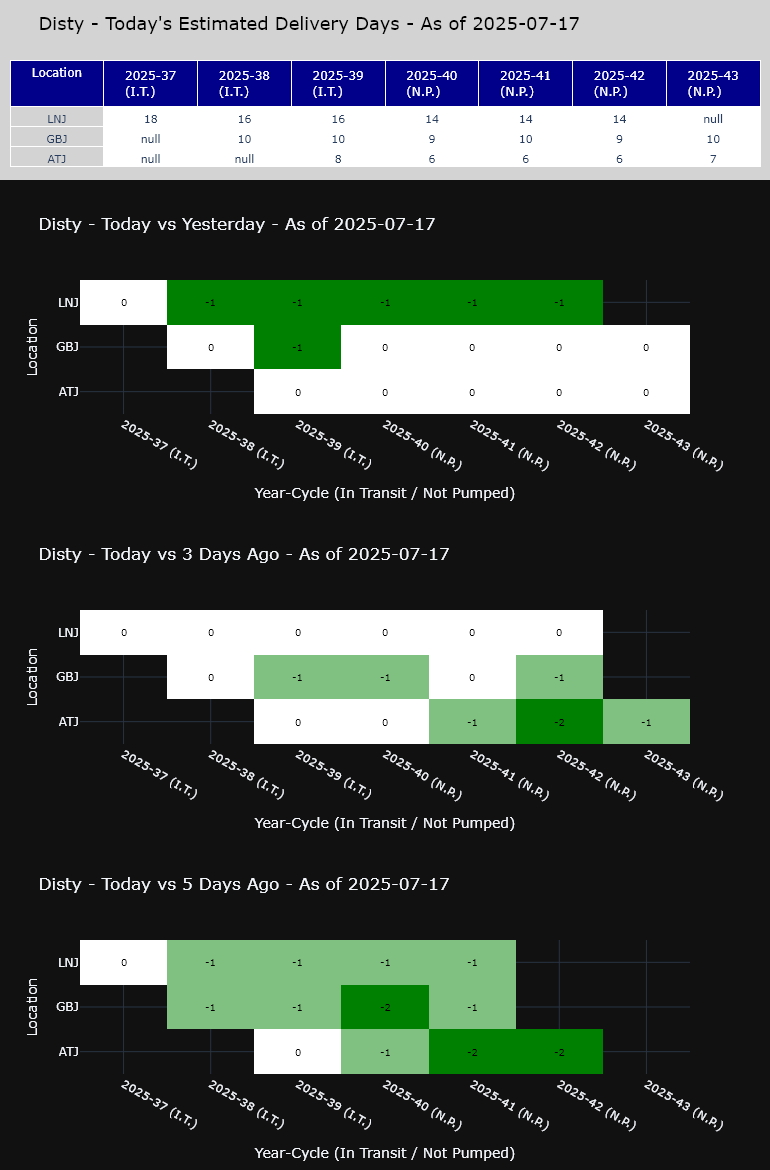 Disty - Today's Estimated Delivery Days - As of 2025-07-17
Location 2025-37 (I.T.) 2025-38 (I.T.) 2025-39 (I.T.) 2025-40 (N.P.) 2025-41 (N.P.) 2025-42 (N.P.) 2025-43 (N.P.)
LNJ 18 16 16 14 14 14 null
GBJ null 10 10 9 10 9 10
ATJ null null 8 6 6 6 7
Disty - Today vs Yesterday - As of 2025-07-17
Location
LNJ 0 -1 -1 -1 -1 -1
GBJ 0 -1 0 0 0 0
ATJ 0 0 0 0 0
2025-37 (I.T.) 2025-38 (I.T.) 2025-39 (I.T.) 2025-40 (N.P.) 2025-41 (N.P.) 2025-42 (N.P.) 2025-43 (N.P.)
Year-Cycle (In Transit / Not Pumped)
Disty - Today vs 3 Days Ago - As of 2025-07-17
Location
LNJ 0 0 0 0 0 0
GBJ 0 -1 -1 0 -1
ATJ 0 0 -1 -2 -1
2025-37 (I.T.) 2025-38 (I.T.) 2025-39 (I.T.) 2025-40 (N.P.) 2025-41 (N.P.) 2025-42 (N.P.) 2025-43 (N.P.)
Year-Cycle (In Transit / Not Pumped)
Disty - Today vs 5 Days Ago - As of 2025-07-17
Location
LNJ 0 -1 -1 -1 -1
GBJ -1 -1 -2 -1
ATJ 0 -1 -2 -2
2025-37 (I.T.) 2025-38 (I.T.) 2025-39 (I.T.) 2025-40 (N.P.) 2025-41 (N.P.) 2025-42 (N.P.) 2025-43 (N.P.)
Year-Cycle (In Transit / Not Pumped)